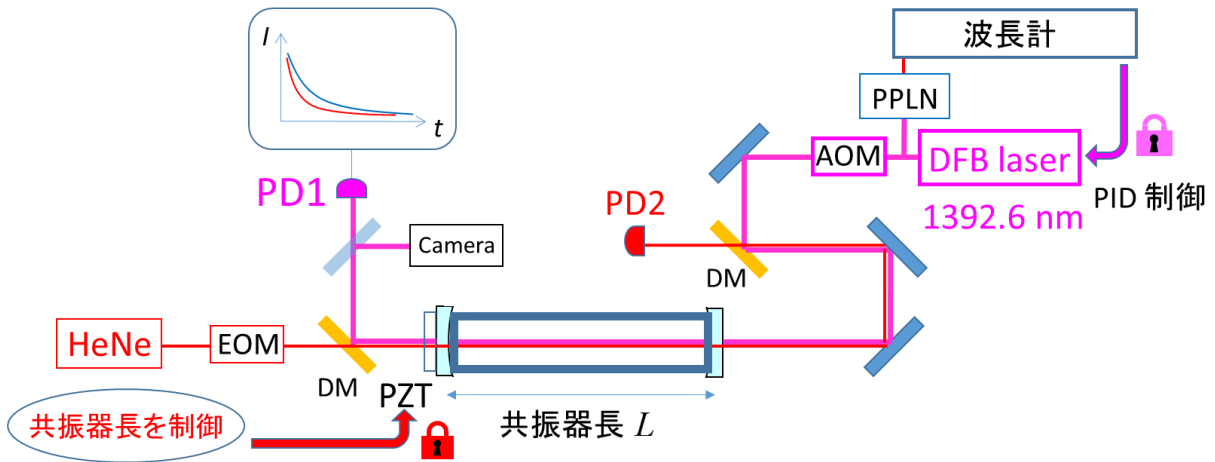 I
t
波長計
PPLN
AOM
DFB laser
1392.6 nm
PID 制御
PD1
PD2
Camera
DM
HeNe
EOM
DM
PZT
共振器長を制御
共振器長 L